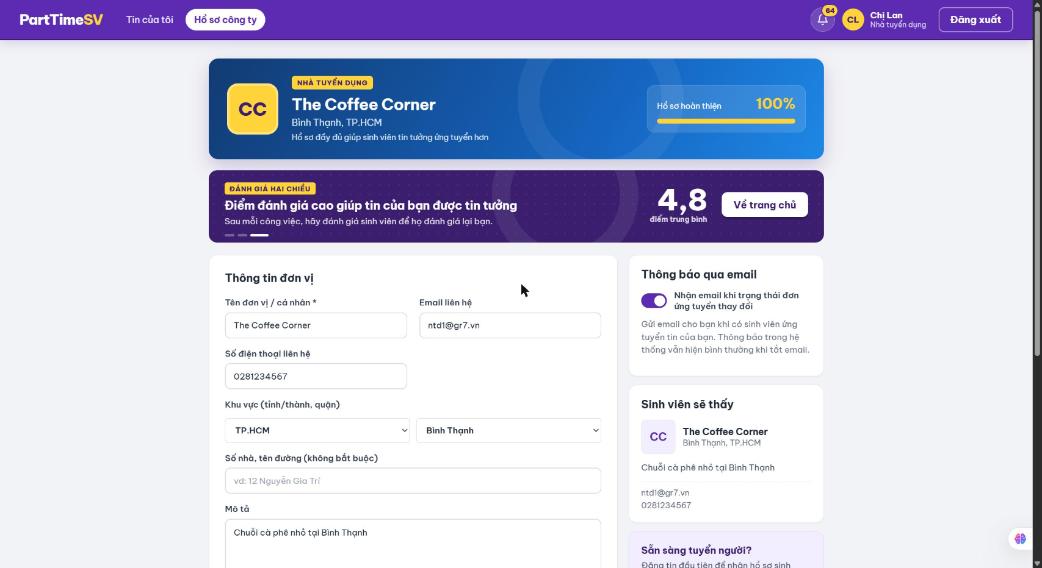 PartTimeSV
Tin của tôi
Hồ sơ công ty
64
CL
Chị Lan
Nhà tuyển dụng
Đăng xuất
CC
NHÀ TUYỂN DỤNG
The Coffee Corner
Bình Thạnh, TP.HCM
Hồ sơ đầy đủ giúp sinh viên tin tưởng ứng tuyển hơn
Hồ sơ hoàn thiện
100%
ĐÁNH GIÁ HAI CHIỀU
Điểm đánh giá cao giúp tin của bạn được tin tưởng
Sau mỗi công việc, hãy đánh giá sinh viên để họ đánh giá lại bạn.
4,8
điểm trung bình
Về trang chủ
Thông tin đơn vị
Tên đơn vị / cá nhân *
Email liên hệ
The Coffee Corner
ntd1@gr7.vn
Số điện thoại liên hệ
0281234567
Khu vực (tỉnh/thành, quận)
TP.HCM
Bình Thạnh
Số nhà, tên đường (không bắt buộc)
vd: 12 Nguyễn Gia Trí
Mô tả
Chuỗi cà phê nhỏ tại Bình Thạnh
Thông báo qua email
Nhận email khi trạng thái đơn
ứng tuyển thay đổi
Gửi email cho bạn khi có sinh viên ứng
tuyển tin của bạn. Thông báo trong hệ
thống vẫn hiện bình thường khi tắt email.
Sinh viên sẽ thấy
CC
The Coffee Corner
Bình Thạnh, TP.HCM
Chuỗi cà phê nhỏ tại Bình Thạnh
ntd1@gr7.vn
0281234567
Sẵn sàng tuyển người?
Đăng tin đầu tiên để nhận hồ sơ sinh